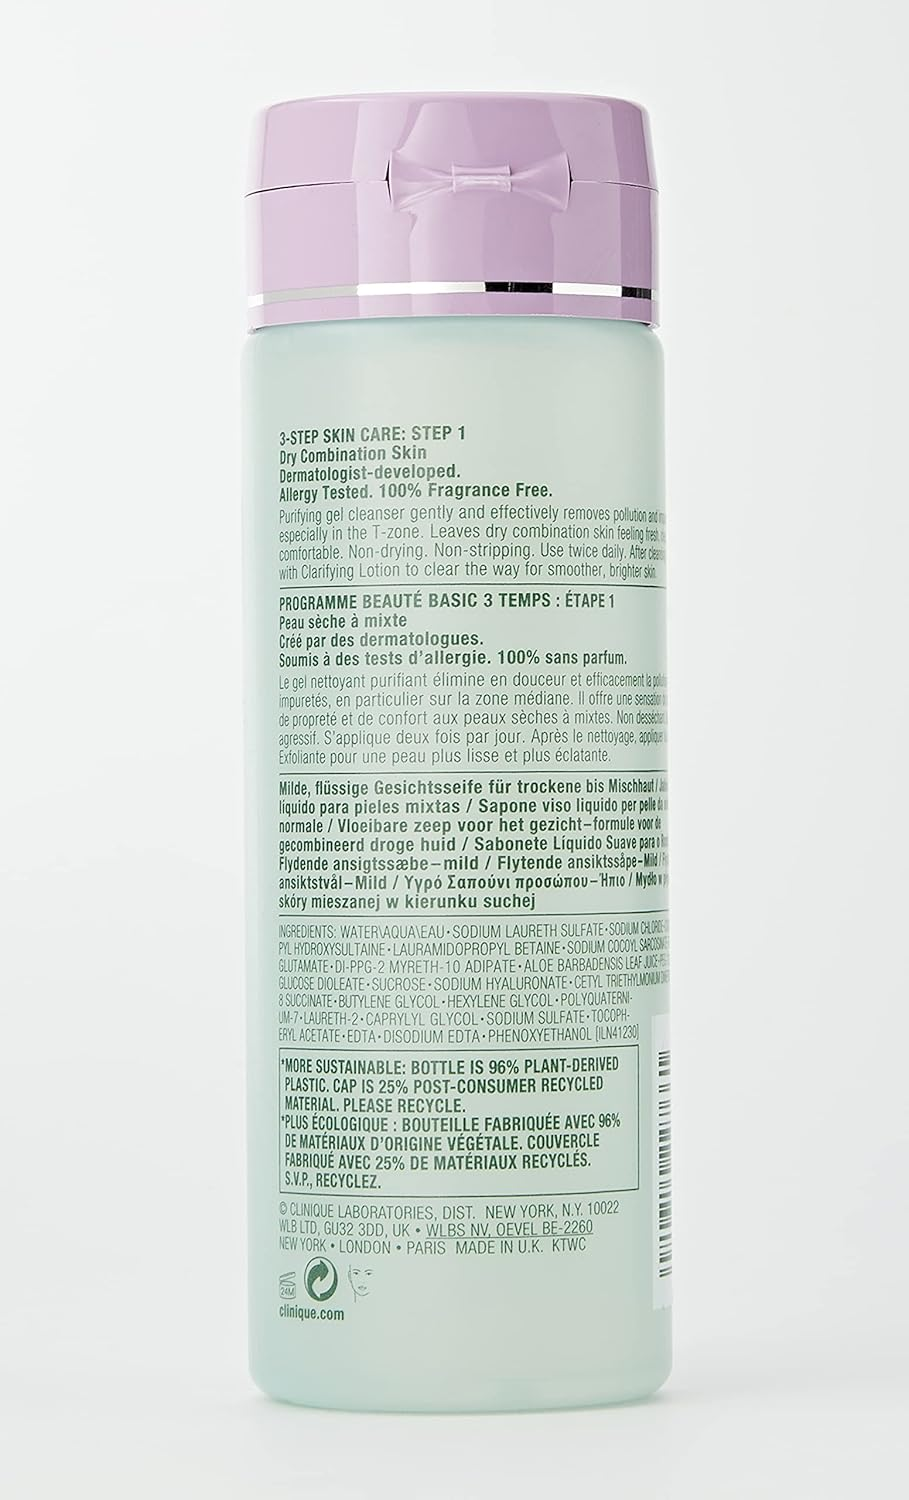 3-STEP SKIN CARE: STEP 1
Dry Combination Skin
Dermatologist-developed.
Allergy Tested. 100% Fragrance Free.
Purifying gel cleanser gently and effectively removes pollution and
especially in the T-zone. Leaves dry combination skin feeling fresh,
comfortable. Non-drying. Non-stripping. Use twice daily. After
with Clarifying Lotion to clear the way for smoother, brighter skin.
PROGRAMME BEAUTÉ BASIC 3 TEMPS : ÉTAPE 1
Peau sèche à mixte
Créé par des dermatologues.
Soumis à des tests d'allergie. 100% sans parfum.
Le gel nettoyant purifiant élimine en douceur et efficacement la
impuretés, en particulier sur la zone médiane. Il offre une sensation
de propreté et de confort aux peaux sèches à mixtes. Non
agressif. S'applique deux fois par jour. Après le nettoyage,
Exfoliante pour une peau plus lisse et plus éclatante.
Milde, flüssige Gesichtsseife für trockene bis Mischhaut /
líquido para pieles mixtas / Sapone viso liquido per pelle da
normale / Vloeibare zeep voor het gezicht–formule voor de
gecombineerd droge huid / Sabonete Líquido Suave para o
Flydende ansigtssæbe–mild / Flytende ansiktssåpe–Mild /
ansiktstvål–Mild / Υγρό Σαπούνι προσώπου–Ήπιο / Mydło w
skóry mieszanej w kierunku suchej
INGREDIENTS: WATER\AQUA\EAU • SODIUM LAURETH SULFATE • SODIUM CHLORIDE •
PYL HYDROXYSULTAINE • LAURAMIDOPROPYL BETAINE • SODIUM COCOYL SARCOSINATE
GLUTAMATE • DI-PPG-2 MYRETH-10 ADIPATE • ALOE BARBADENSIS LEAF JUICE •
GLUCOSE DIOLEATE • SUCROSE • SODIUM HYALURONATE • CETYL TRIETHYLMONIUM
8 SUCCINATE • BUTYLENE GLYCOL • HEXYLENE GLYCOL • POLYQUATERNI-
UM-7 • LAURETH-2 • CAPRYLYL GLYCOL • SODIUM SULFATE • TOCOPH-
ERYL ACETATE • EDTA • DISODIUM EDTA • PHENOXYETHANOL [ILN41230]
*MORE SUSTAINABLE: BOTTLE IS 96% PLANT-DERIVED
PLASTIC. CAP IS 25% POST-CONSUMER RECYCLED
MATERIAL. PLEASE RECYCLE.
*PLUS ÉCOLOGIQUE : BOUTEILLE FABRIQUÉE AVEC 96%
DE MATÉRIAUX D'ORIGINE VÉGÉTALE. COUVERCLE
FABRIQUÉ AVEC 25% DE MATÉRIAUX RECYCLÉS.
S.V.P., RECYCLEZ.
© CLINIQUE LABORATORIES, DIST. NEW YORK, N.Y. 10022
WLB LTD, GU32 3DD, UK • WLBS NV, OEVEL BE-2260
NEW YORK • LONDON • PARIS MADE IN U.K. KTWC
24M
clinique.com